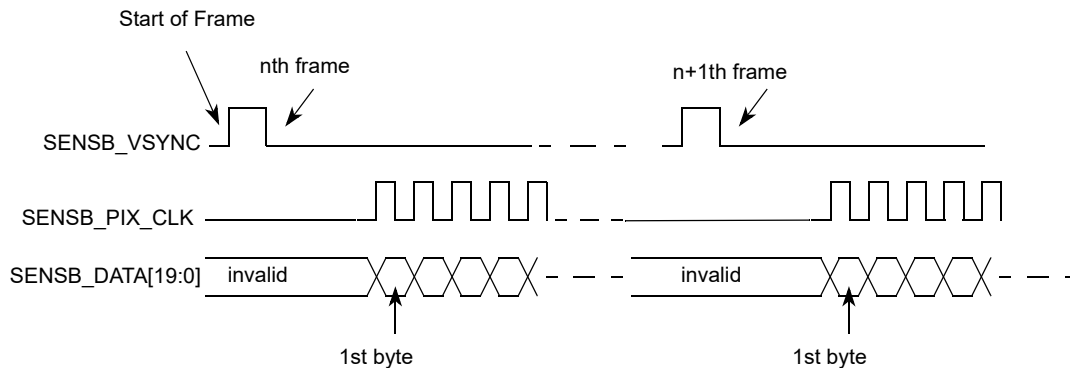 Start of Frame
nth frame
n+1th frame
SENSB_VSYNC
SENSB_PIX_CLK
SENSB_DATA[19:0]
invalid
invalid
1st byte
1st byte